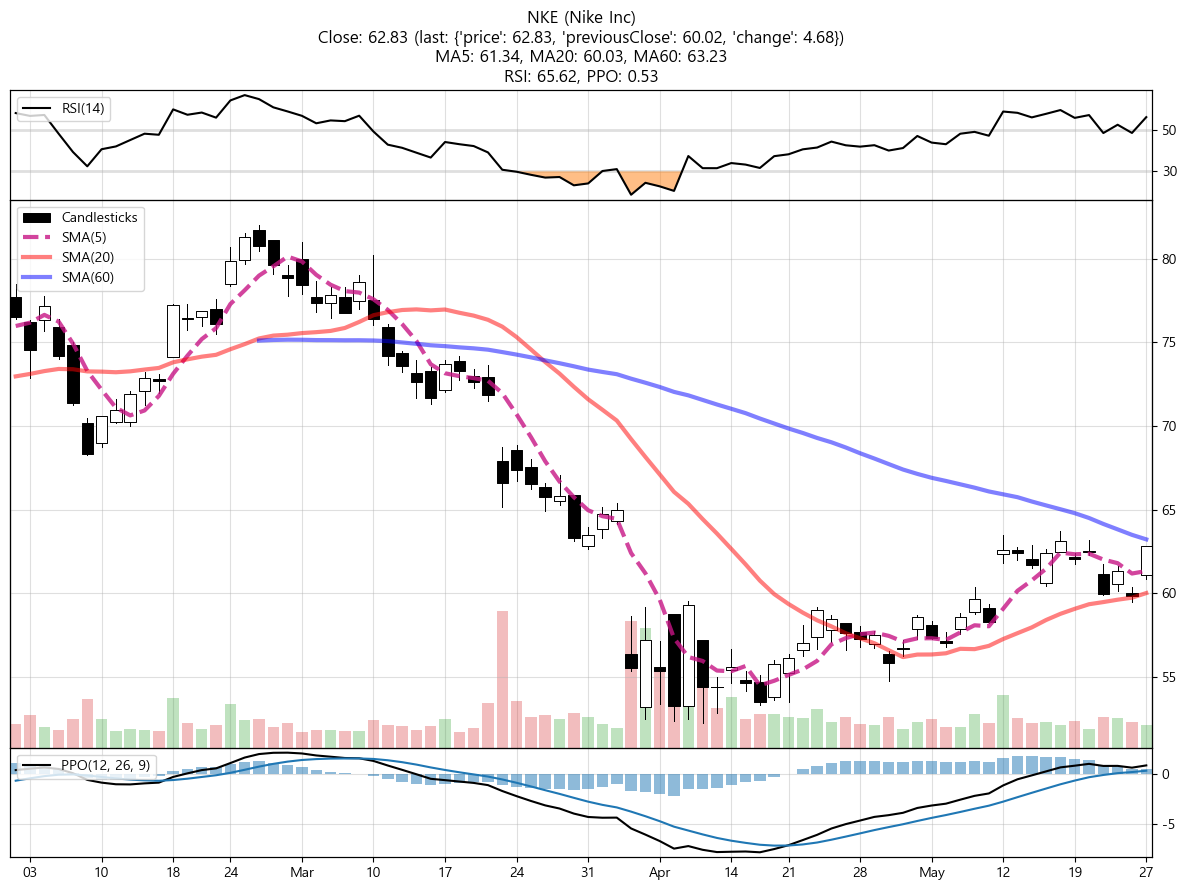 NKE (Nike Inc)
Close: 62.83 (last: {'price': 62.83, 'previousClose': 60.02, 'change': 4.68})
MA5: 61.34, MA20: 60.03, MA60: 63.23
RSI: 65.62, PPO: 0.53
RSI(14)
50
30
Candlesticks
SMA(5)
SMA(20)
SMA(60)
80
75
70
65
60
55
PPO(12, 26, 9)
0
-5
03 10 18 24 Mar 10 17 24 31 Apr 14 21 28 May 12 19 27